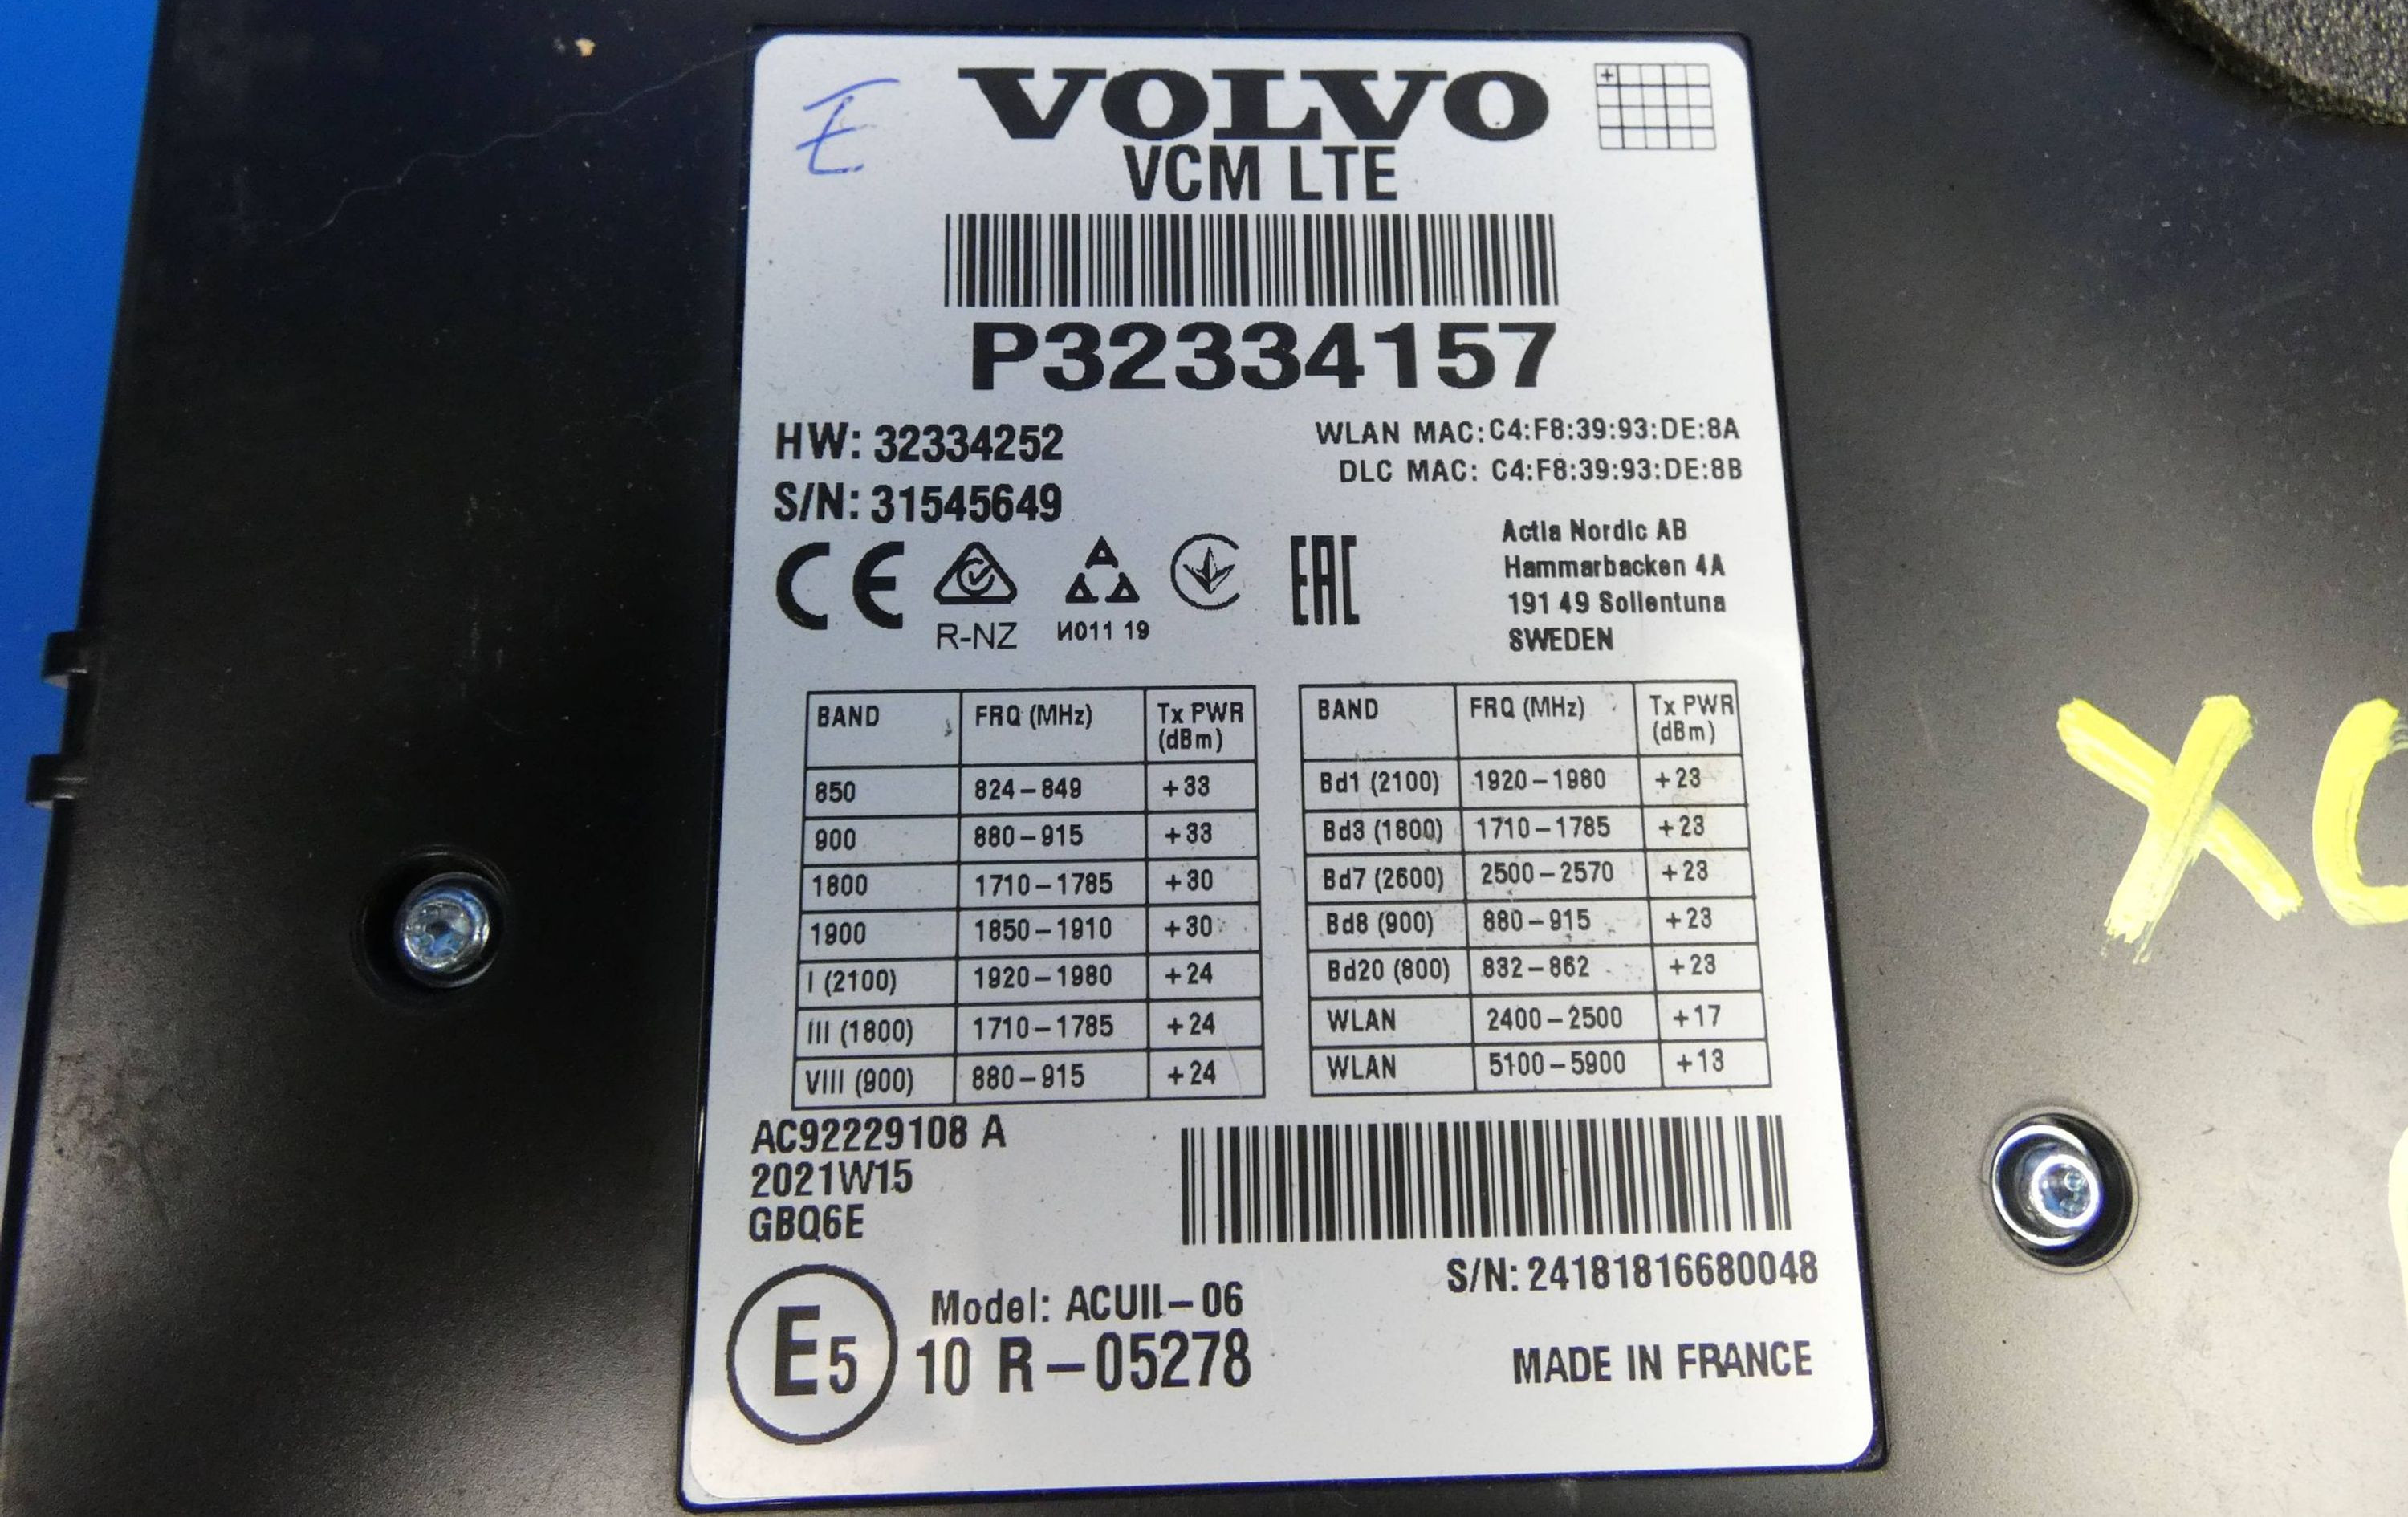 E
VOLVO
VCM LTE
P32334157
HW: 32334252
S/N: 31545649
WLAN MAC: C4:F8:39:93:DE:8A
DLC MAC: C4:F8:39:93:DE:8B
CE
R-NZ
И011 19
EAC
Actia Nordic AB
Hammarbacken 4A
191 49 Sollentuna
SWEDEN
BAND FRQ (MHz) Tx PWR (dBm)
850 824–849 +33
900 880–915 +33
1800 1710–1785 +30
1900 1850–1910 +30
I (2100) 1920–1980 +24
III (1800) 1710–1785 +24
VIII (900) 880–915 +24
BAND FRQ (MHz) Tx PWR (dBm)
Bd1 (2100) 1920–1980 +23
Bd3 (1800) 1710–1785 +23
Bd7 (2600) 2500–2570 +23
Bd8 (900) 880–915 +23
Bd20 (800) 832–862 +23
WLAN 2400–2500 +17
WLAN 5100–5900 +13
AC92229108 A
2021W15
GBQ6E
S/N: 24181816680048
E5
Model: ACUII–06
10 R–05278
MADE IN FRANCE
XC